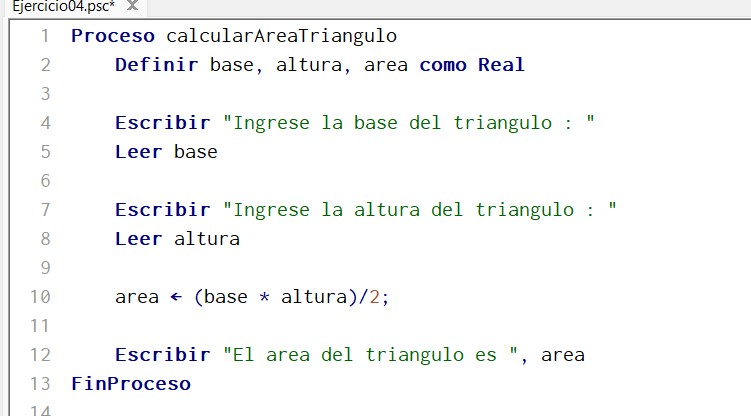 Ejercicio04.psc* X
1 Proceso calcularAreaTriangulo
2 Definir base, altura, area como Real
3
4 Escribir "Ingrese la base del triangulo : "
5 Leer base
6
7 Escribir "Ingrese la altura del triangulo : "
8 Leer altura
9
10 area ← (base * altura)/2;
11
12 Escribir "El area del triangulo es ", area
13 FinProceso
14